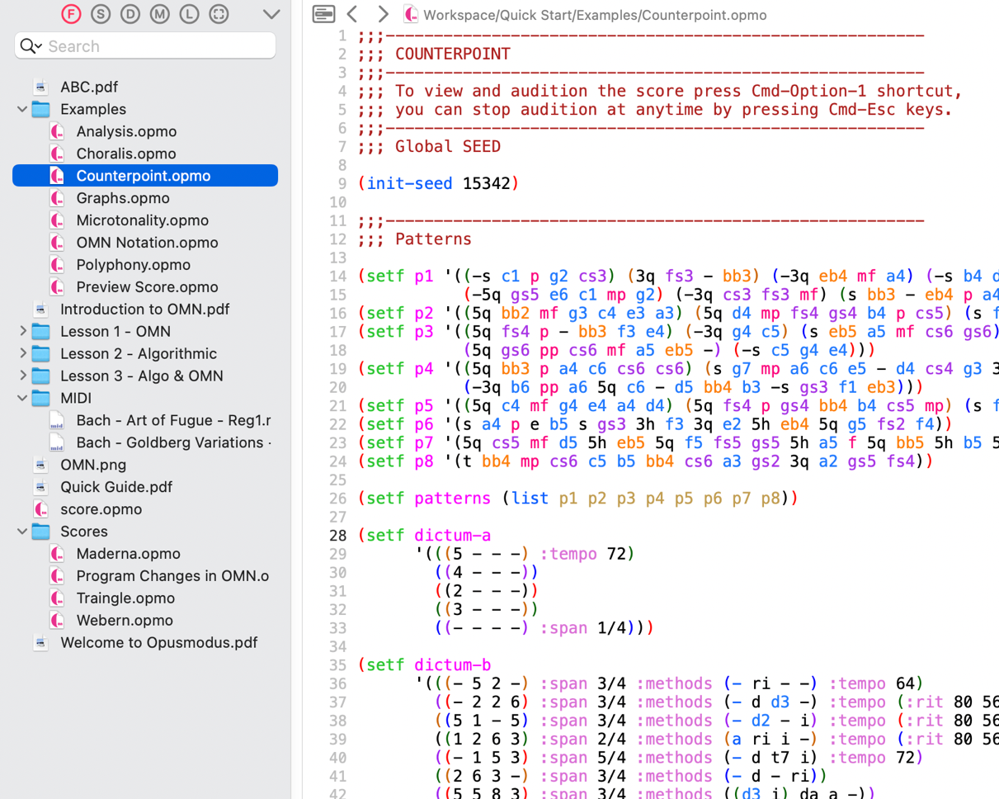 F S D M L
Search
ABC.pdf
Examples
Analysis.opmo
Choralis.opmo
Counterpoint.opmo
Graphs.opmo
Microtonality.opmo
OMN Notation.opmo
Polyphony.opmo
Preview Score.opmo
Introduction to OMN.pdf
Lesson 1 - OMN
Lesson 2 - Algorithmic
Lesson 3 - Algo & OMN
MIDI
Bach - Art of Fugue - Reg1.r
Bach - Goldberg Variations ·
OMN.png
Quick Guide.pdf
score.opmo
Scores
Maderna.opmo
Program Changes in OMN.o
Traingle.opmo
Webern.opmo
Welcome to Opusmodus.pdf
Workspace/Quick Start/Examples/Counterpoint.opmo
1 ;;;---------------------------------------------------------
2 ;;; COUNTERPOINT
3 ;;;---------------------------------------------------------
4 ;;; To view and audition the score press Cmd-Option-1 shortcut,
5 ;;; you can stop audition at anytime by pressing Cmd-Esc keys.
6 ;;;---------------------------------------------------------
7 ;;; Global SEED
8
9 (init-seed 15342)
10
11 ;;;---------------------------------------------------------
12 ;;; Patterns
13
14 (setf p1 '((-s c1 p g2 cs3) (3q fs3 - bb3) (-3q eb4 mf a4) (-s b4 d
15 (-5q gs5 e6 c1 mp g2) (-3q cs3 fs3 mf) (s bb3 - eb4 p a4
16 (setf p2 '((5q bb2 mf g3 c4 e3 a3) (5q d4 mp fs4 gs4 b4 p cs5) (s f
17 (setf p3 '((5q fs4 p - bb3 f3 e4) (-3q g4 c5) (s eb5 a5 mf cs6 gs6)
18 (5q gs6 pp cs6 mf a5 eb5 -) (-s c5 g4 e4)))
19 (setf p4 '((5q bb3 p a4 c6 cs6 cs6) (s g7 mp a6 c6 e5 - d4 cs4 g3 3
20 (-3q b6 pp a6 5q c6 - d5 bb4 b3 -s gs3 f1 eb3)))
21 (setf p5 '((5q c4 mf g4 e4 a4 d4) (5q fs4 p gs4 bb4 b4 cs5 mp) (s f
22 (setf p6 '(s a4 p e b5 s gs3 3h f3 3q e2 5h eb4 5q g5 fs2 f4))
23 (setf p7 '(5q cs5 mf d5 5h eb5 5q f5 fs5 gs5 5h a5 f 5q bb5 5h b5 5
24 (setf p8 '(t bb4 mp cs6 c5 b5 bb4 cs6 a3 gs2 3q a2 gs5 fs4))
25
26 (setf patterns (list p1 p2 p3 p4 p5 p6 p7 p8))
27
28 (setf dictum-a
29 '(((5 - - -) :tempo 72)
30 ((4 - - -))
31 ((2 - - -))
32 ((3 - - -))
33 ((- - - -) :span 1/4)))
34
35 (setf dictum-b
36 '(((- 5 2 -) :span 3/4 :methods (- ri - -) :tempo 64)
37 ((- 2 2 6) :span 3/4 :methods (- d d3 -) :tempo (:rit 80 56
38 ((5 1 - 5) :span 3/4 :methods (- d2 - i) :tempo (:rit 80 56
39 ((1 2 6 3) :span 2/4 :methods (a ri i -) :tempo (:rit 80 56
40 ((- 1 5 3) :span 5/4 :methods (- d t7 i) :tempo 72)
41 ((2 6 3 -) :span 3/4 :methods (- d - ri))
42 ((5 5 8 3) :span 3/4 :methods ((d3 i) da a -))